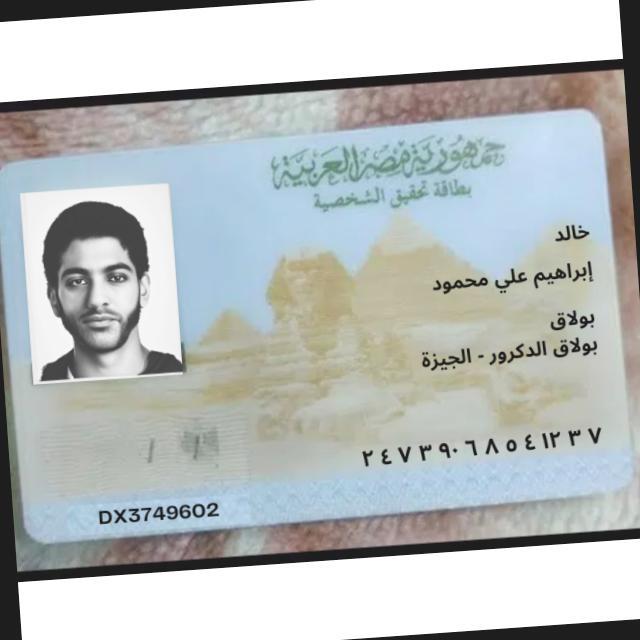 جمهورية مصر العربية
بطاقة تحقيق الشخصية
خالد
إبراهيم علي محمود
بولاق
بولاق الدكرور - الجيزة
٢٤٧٣٩٠٦٨٥٤١٢٣٧
DX3749602